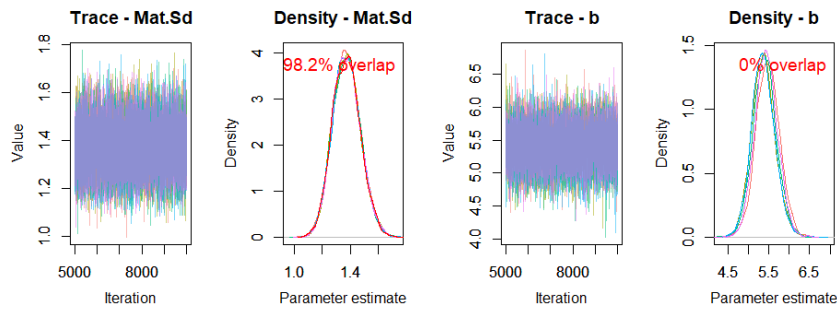 Trace - Mat.Sd
Value
1.0 1.2 1.4 1.6 1.8
5000 8000
Iteration
Density - Mat.Sd
98.2% overlap
Density
0 1 2 3 4
1.0 1.4
Parameter estimate
Trace - b
Value
4.0 4.5 5.0 5.5 6.0 6.5
5000 8000
Iteration
Density - b
0% overlap
Density
0.0 0.5 1.0 1.5
4.5 5.5 6.5
Parameter estimate